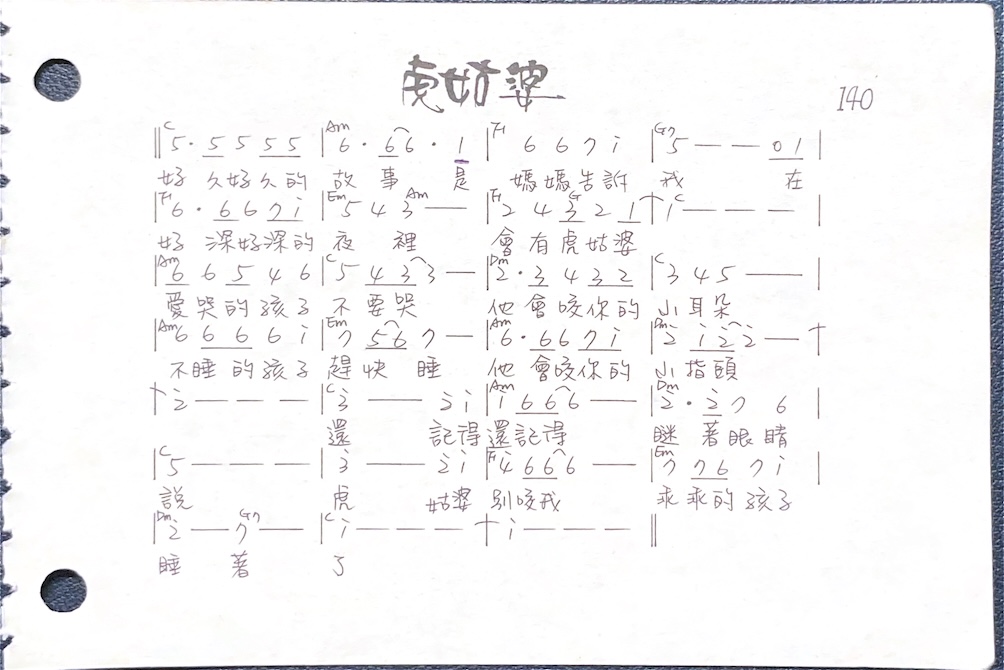 虎姑婆
140
‖C 5· 5 5 5 5 |Am 6· 6 6· 1 |F 6 6 7 i |G7 5 — — 0 1 |
好 久好久的 故 事 是 媽媽告訴 我 在
|F 6· 6 6 7 i |Em 5 4 3 Am — |F 2 4 3 G 2 1 † i C — — — |
好 深好深的 夜 裡 會 有虎姑婆
|Am 6 6 5 4 6 |C 5 4 3 3 — |Dm 2· 3 4 3 2 |C 3 4 5 — — |
愛哭的孩子 不要哭 他會咬你的 小耳朵
|Am 6 6 6 6 6 i |Em 7 5 6 7 — |Am 6· 6 6 7 i |Dm 2 i 2 2 — †
不睡的孩子 趕快 睡 他 會咬你的 小指頭
† 2 — — — |C 3 — — 2 i |Am i 6 6 6 — |Dm 2· 2 7 6 |
還 記得還記得 瞇 著眼睛
|C 5 — — — | 3 — — 2 i |F 4 6 6 6 — |Em 7 7 6 7 i |
說 虎 姑婆 別咬我 乖乖的孩子
|Dm 2 — 7 G7 — |C i — — — † i — — — ‖
睡 著 了